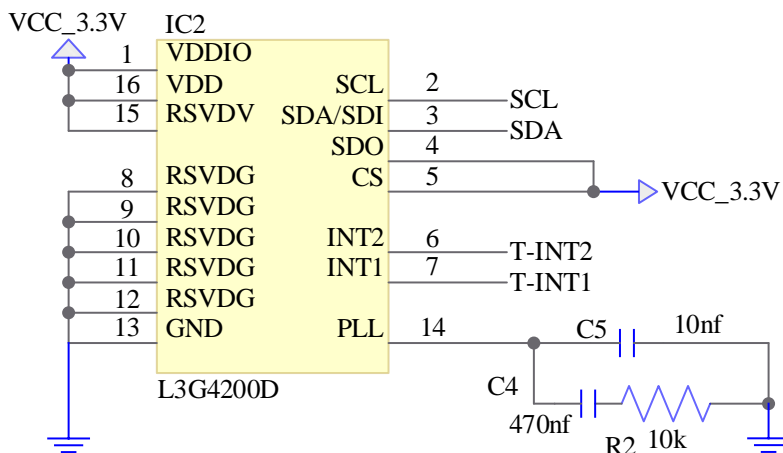 VCC_3.3V
IC2
1 VDDIO
16 VDD
15 RSVDV
SCL 2 SCL
SDA/SDI 3 SDA
SDO 4
CS 5
VCC_3.3V
8 RSVDG
9 RSVDG
10 RSVDG
11 RSVDG
12 RSVDG
13 GND
INT2 6 T-INT2
INT1 7 T-INT1
PLL 14
C5 10nf
L3G4200D
C4
470nf
R2 10k